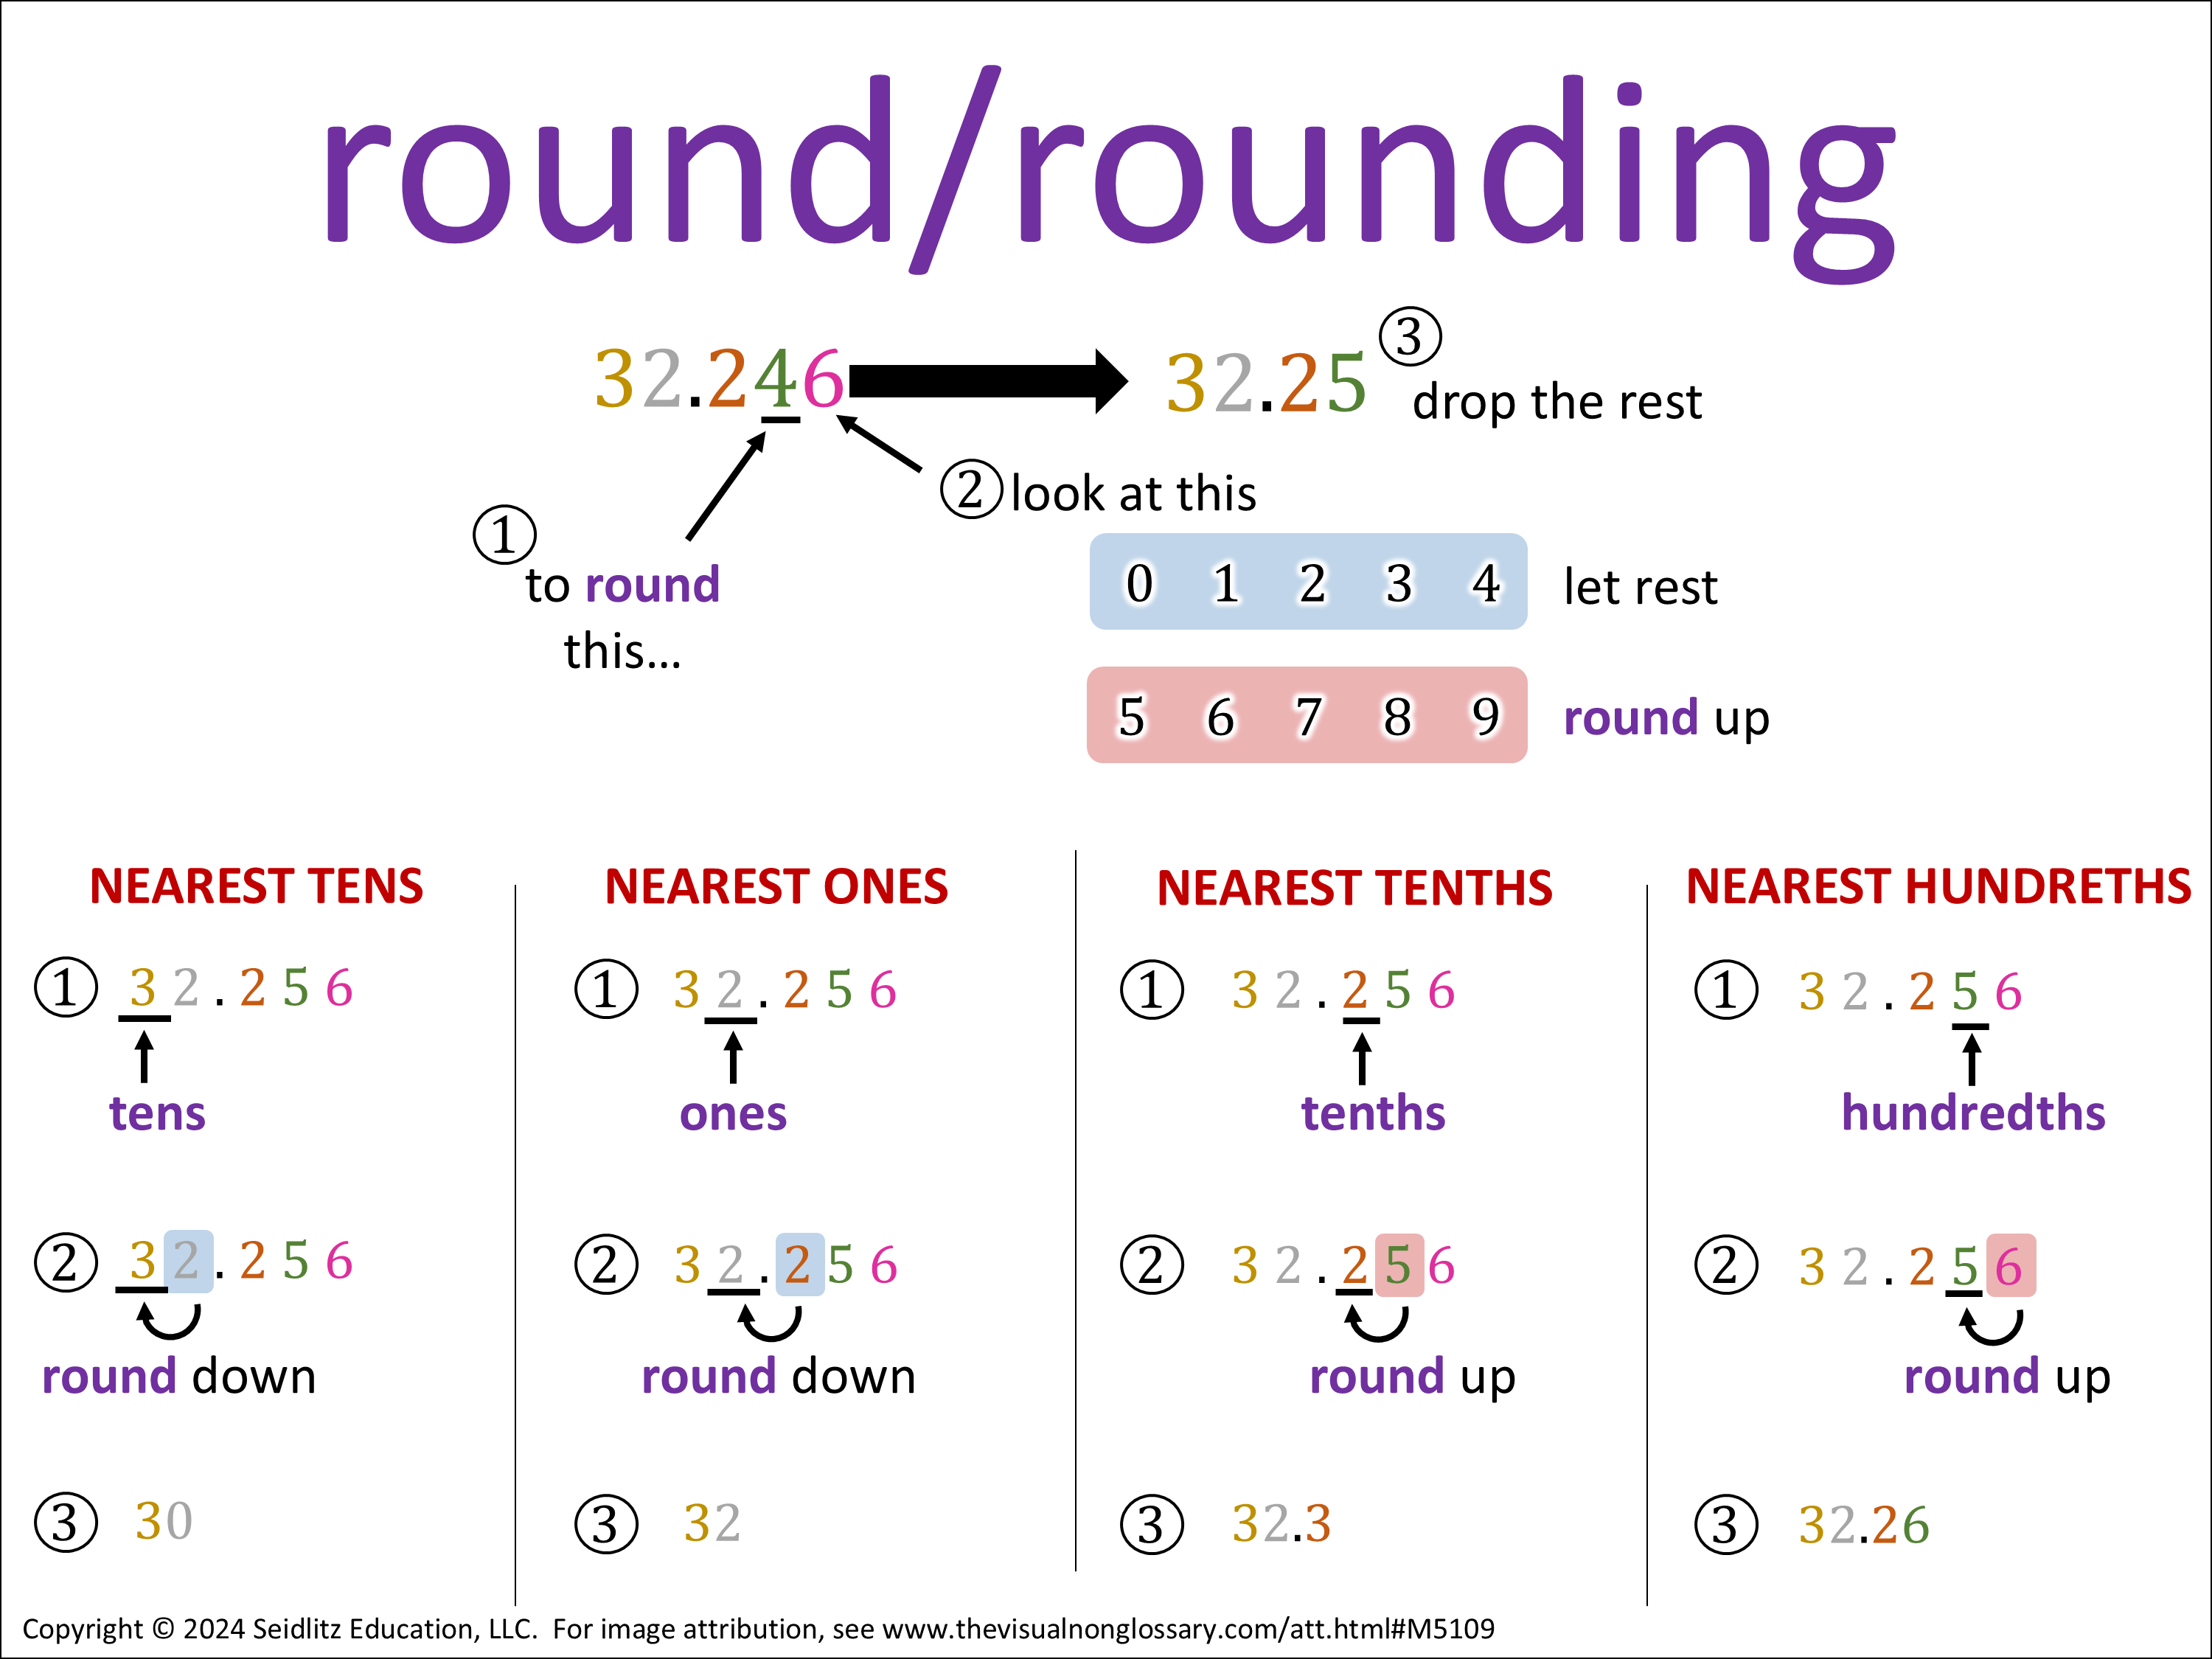 round/rounding
32.246
32.25
③
drop the rest
② look at this
①
to round
this...
0 1 2 3 4 let rest
5 6 7 8 9 round up
NEAREST TENS
① 32.256
tens
② 32.256
round down
③ 30
NEAREST ONES
① 32.256
ones
② 32.256
round down
③ 32
NEAREST TENTHS
① 32.256
tenths
② 32.256
round up
③ 32.3
NEAREST HUNDRETHS
① 32.256
hundredths
② 32.256
round up
③ 32.26
Copyright © 2024 Seidlitz Education, LLC. For image attribution, see www.thevisualnonglossary.com/att.html#M5109